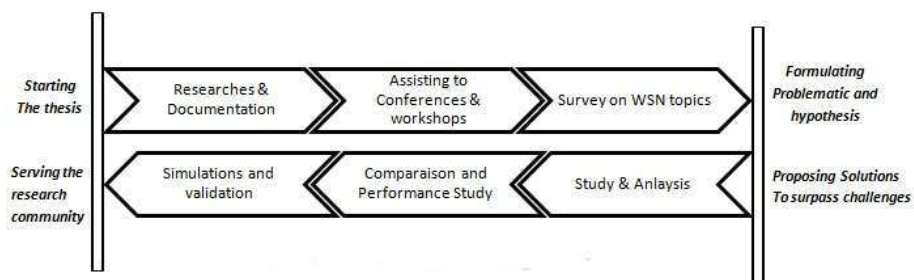 Starting
The thesis
Researches &
Documentation
Assisting to
Conferences &
workshops
Survey on WSN topics
Formulating
Problematic and
hypothesis
Serving the
research
community
Simulations and
validation
Comparaison and
Performance Study
Study & Anlaysis
Proposing Solutions
To surpass challenges